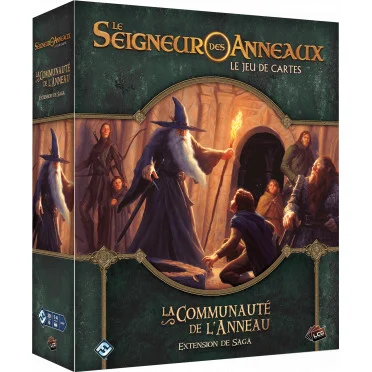 LE
SEIGNEUR DES ANNEAUX
LE JEU DE CARTES
LA COMMUNAUTÉ
DE L'ANNEAU
EXTENSION DE SAGA
LA COMMUNAUTÉ
DE L'ANNEAU
EXTENSION DE SAGA
LCG